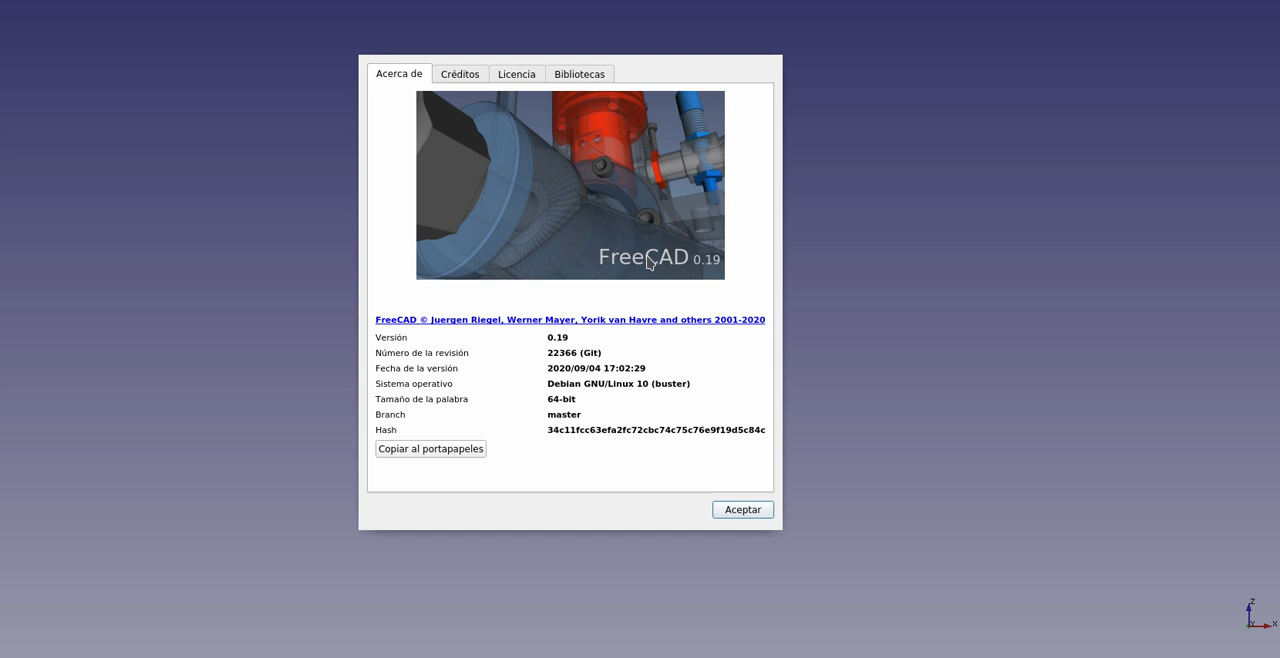 Acerca de Créditos Licencia Bibliotecas
FreeCAD 0.19
FreeCAD © Juergen Riegel, Werner Mayer, Yorik van Havre and others 2001-2020
Versión 0.19
Número de la revisión 22366 (Git)
Fecha de la versión 2020/09/04 17:02:29
Sistema operativo Debian GNU/Linux 10 (buster)
Tamaño de la palabra 64-bit
Branch master
Hash 34c11fcc63efa2fc72cbc74c75c76e9f19d5c84c
Copiar al portapapeles
Aceptar
Z
Y X